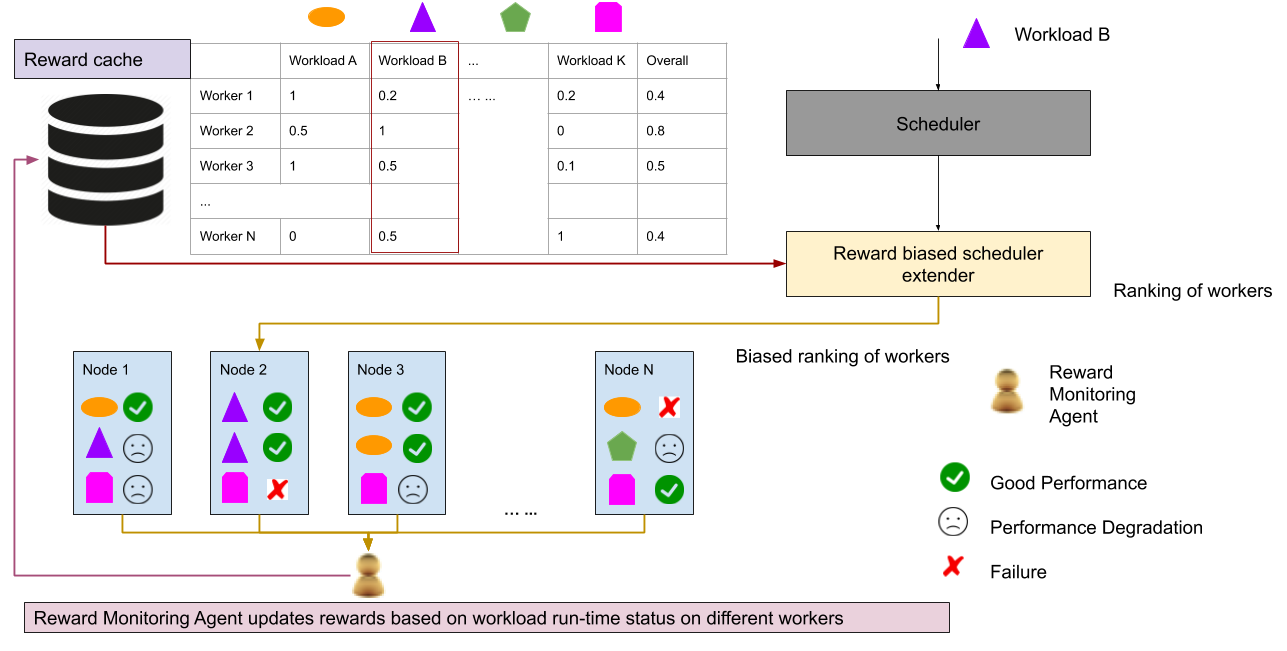 Workload B
Reward cache
Workload A Workload B ... Workload K Overall
Worker 1 1 0.2 ... ... 0.2 0.4
Worker 2 0.5 1 0 0.8
Worker 3 1 0.5 0.1 0.5
...
Worker N 0 0.5 1 0.4
Scheduler
Reward biased scheduler
extender
Ranking of workers
Biased ranking of workers
Node 1
Node 2
Node 3
Node N
... ...
Reward
Monitoring
Agent
Good Performance
Performance Degradation
Failure
Reward Monitoring Agent updates rewards based on workload run-time status on different workers